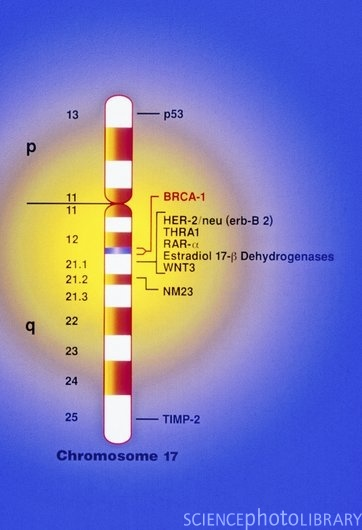 13
p53
p
11
BRCA-1
11
HER-2/neu (erb-B 2)
THRA1
12
RAR-α
Estradiol 17-β Dehydrogenases
21.1
WNT3
21.2
NM23
21.3
22
q
23
24
25
TIMP-2
Chromosome 17
SCIENCEphotoLIBRARY